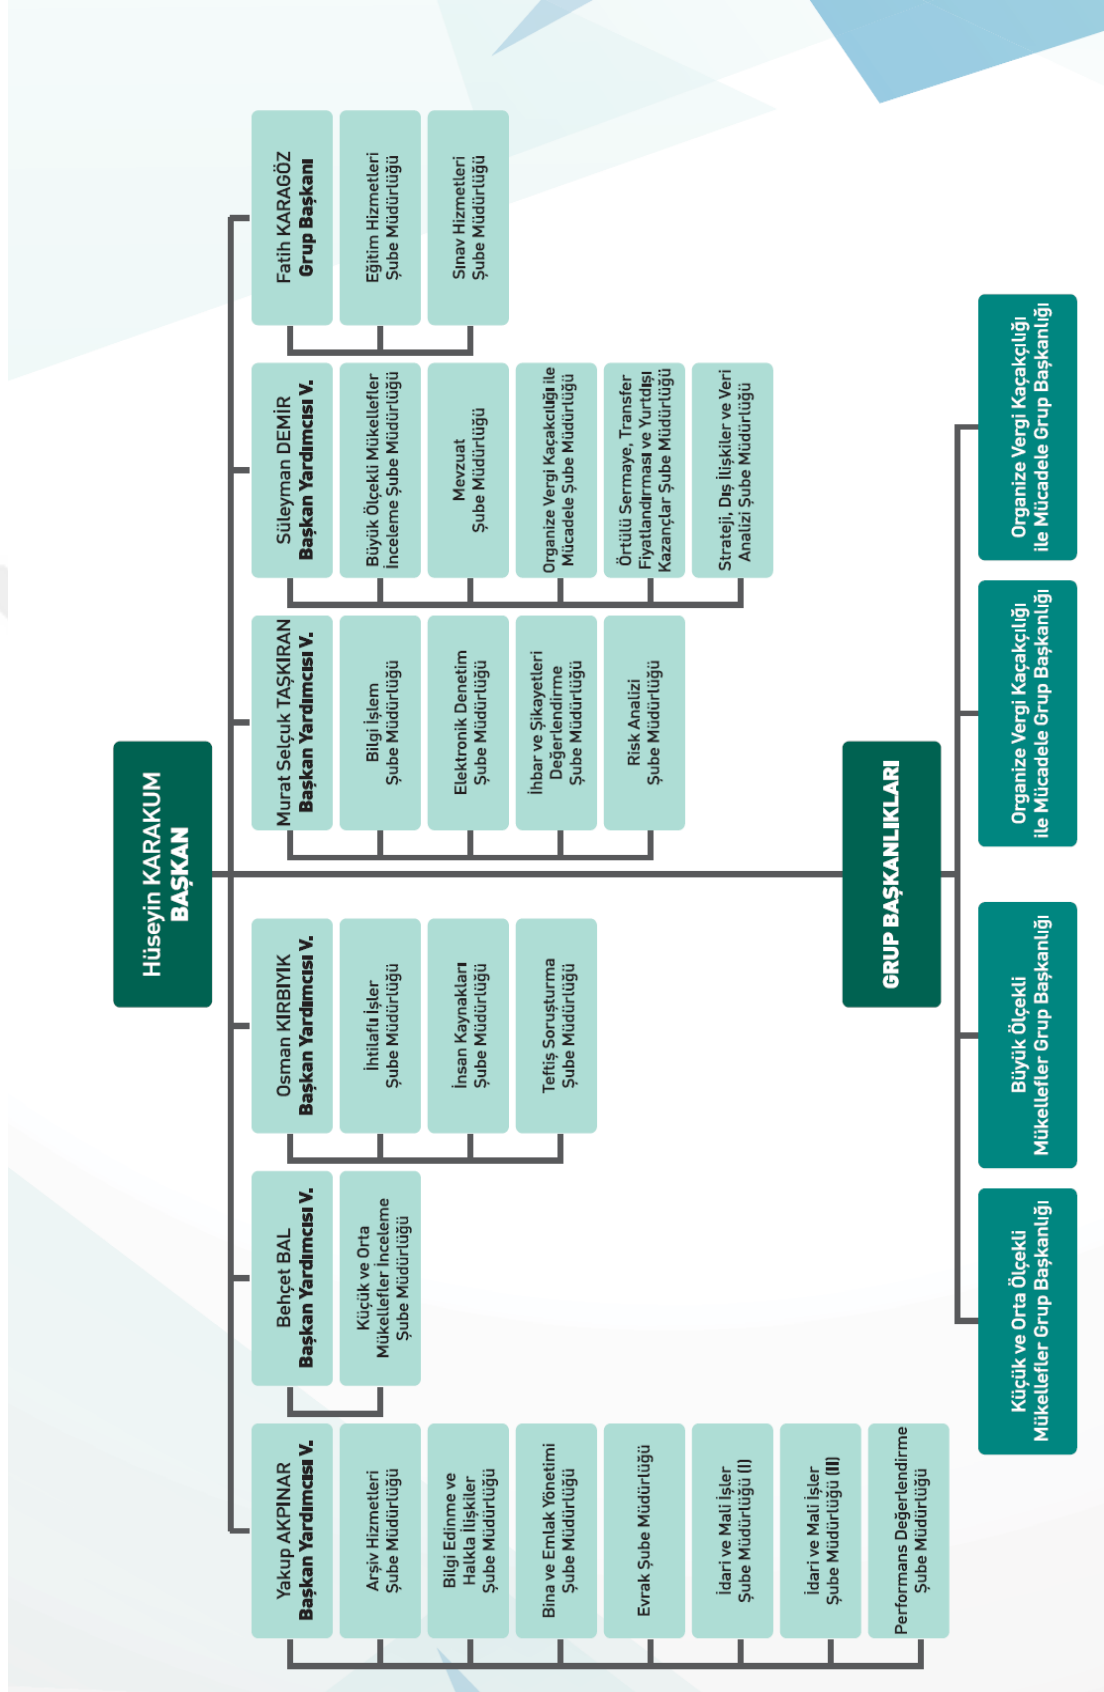 Hüseyin KARAKUM
BAŞKAN
Yakup AKPINAR
Başkan Yardımcısı V.
Arşiv Hizmetleri
Şube Müdürlüğü
Bilgi Edinme ve
Halkla İlişkiler
Şube Müdürlüğü
Bina ve Emlak Yönetimi
Şube Müdürlüğü
Evrak Şube Müdürlüğü
İdari ve Mali İşler
Şube Müdürlüğü (I)
İdari ve Mali İşler
Şube Müdürlüğü (II)
Performans Değerlendirme
Şube Müdürlüğü
Behçet BAL
Başkan Yardımcısı V.
Küçük ve Orta
Mükellefler İnceleme
Şube Müdürlüğü
Osman KIRBIYIK
Başkan Yardımcısı V.
İhtilaflı İşler
Şube Müdürlüğü
İnsan Kaynakları
Şube Müdürlüğü
Teftiş Soruşturma
Şube Müdürlüğü
Murat Selçuk TAŞKIRAN
Başkan Yardımcısı V.
Bilgi İşlem
Şube Müdürlüğü
Elektronik Denetim
Şube Müdürlüğü
İhbar ve Şikayetleri
Değerlendirme
Şube Müdürlüğü
Risk Analizi
Şube Müdürlüğü
Süleyman DEMİR
Başkan Yardımcısı V.
Büyük Ölçekli Mükellefler
İnceleme Şube Müdürlüğü
Mevzuat
Şube Müdürlüğü
Organize Vergi Kaçakcılığı ile
Mücadele Şube Müdürlüğü
Örtülü Sermaye, Transfer
Fiyatlandırması ve Yurtdışı
Kazançlar Şube Müdürlüğü
Strateji, Dış İlişkiler ve Veri
Analizi Şube Müdürlüğü
Fatih KARAGÖZ
Grup Başkanı
Eğitim Hizmetleri
Şube Müdürlüğü
Sınav Hizmetleri
Şube Müdürlüğü
GRUP BAŞKANLIKLARI
Küçük ve Orta Ölçekli
Mükellefler Grup Başkanlığı
Büyük Ölçekli
Mükellefler Grup Başkanlığı
Organize Vergi Kaçakçılığı
ile Mücadele Grup Başkanlığı
Organize Vergi Kaçakçılığı
ile Mücadele Grup Başkanlığı